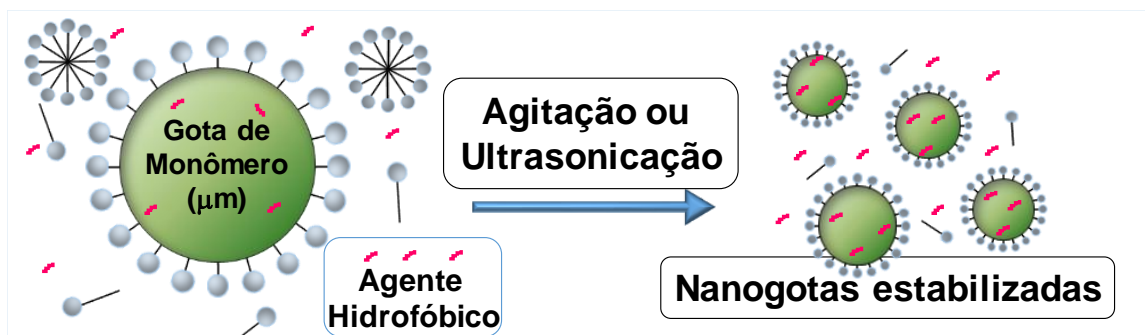 Gota de
Monômero
(μm)
Agitação ou
Ultrasonicação
Agente
Hidrofóbico
Nanogotas estabilizadas